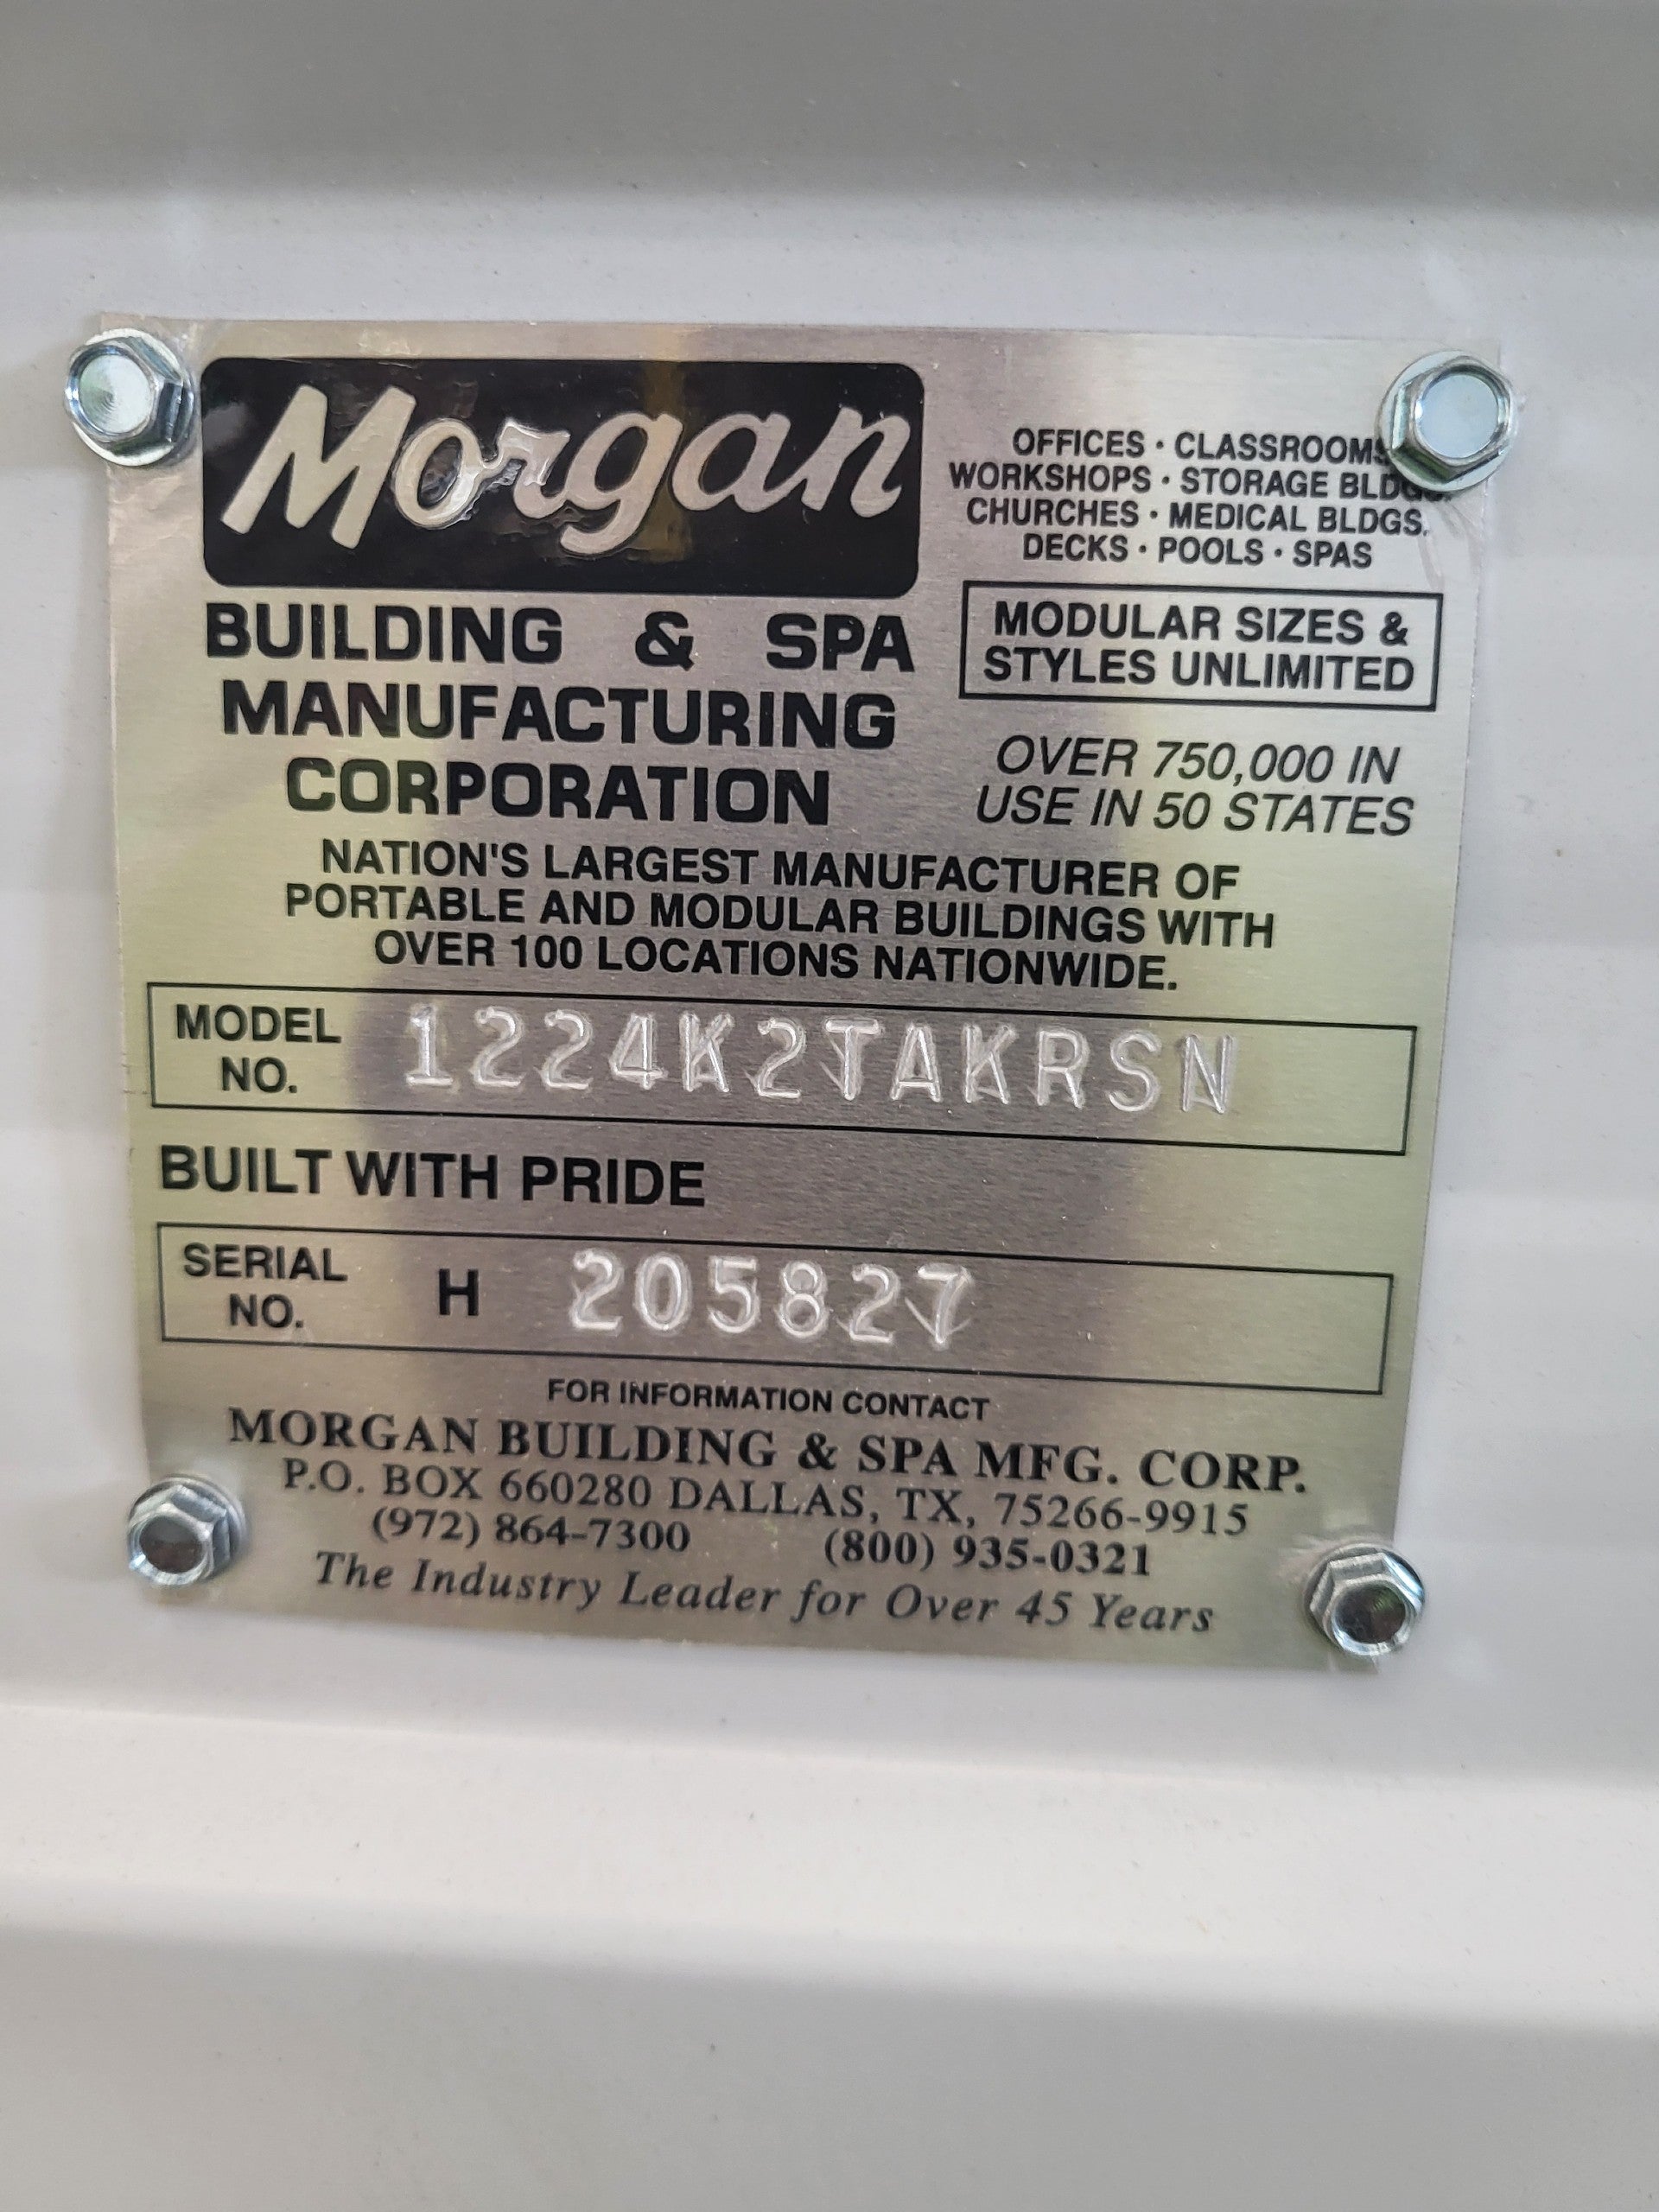 Morgan
BUILDING & SPA
MANUFACTURING
CORPORATION
OFFICES · CLASSROOMS
WORKSHOPS · STORAGE BLDGS.
CHURCHES · MEDICAL BLDGS.
DECKS · POOLS · SPAS
MODULAR SIZES &
STYLES UNLIMITED
OVER 750,000 IN
USE IN 50 STATES
NATION'S LARGEST MANUFACTURER OF
PORTABLE AND MODULAR BUILDINGS WITH
OVER 100 LOCATIONS NATIONWIDE.
MODEL
NO.
1224K2TAKRSN
BUILT WITH PRIDE
SERIAL
NO.
H 205827
FOR INFORMATION CONTACT
MORGAN BUILDING & SPA MFG. CORP.
P.O. BOX 660280 DALLAS, TX, 75266-9915
(972) 864-7300 (800) 935-0321
The Industry Leader for Over 45 Years